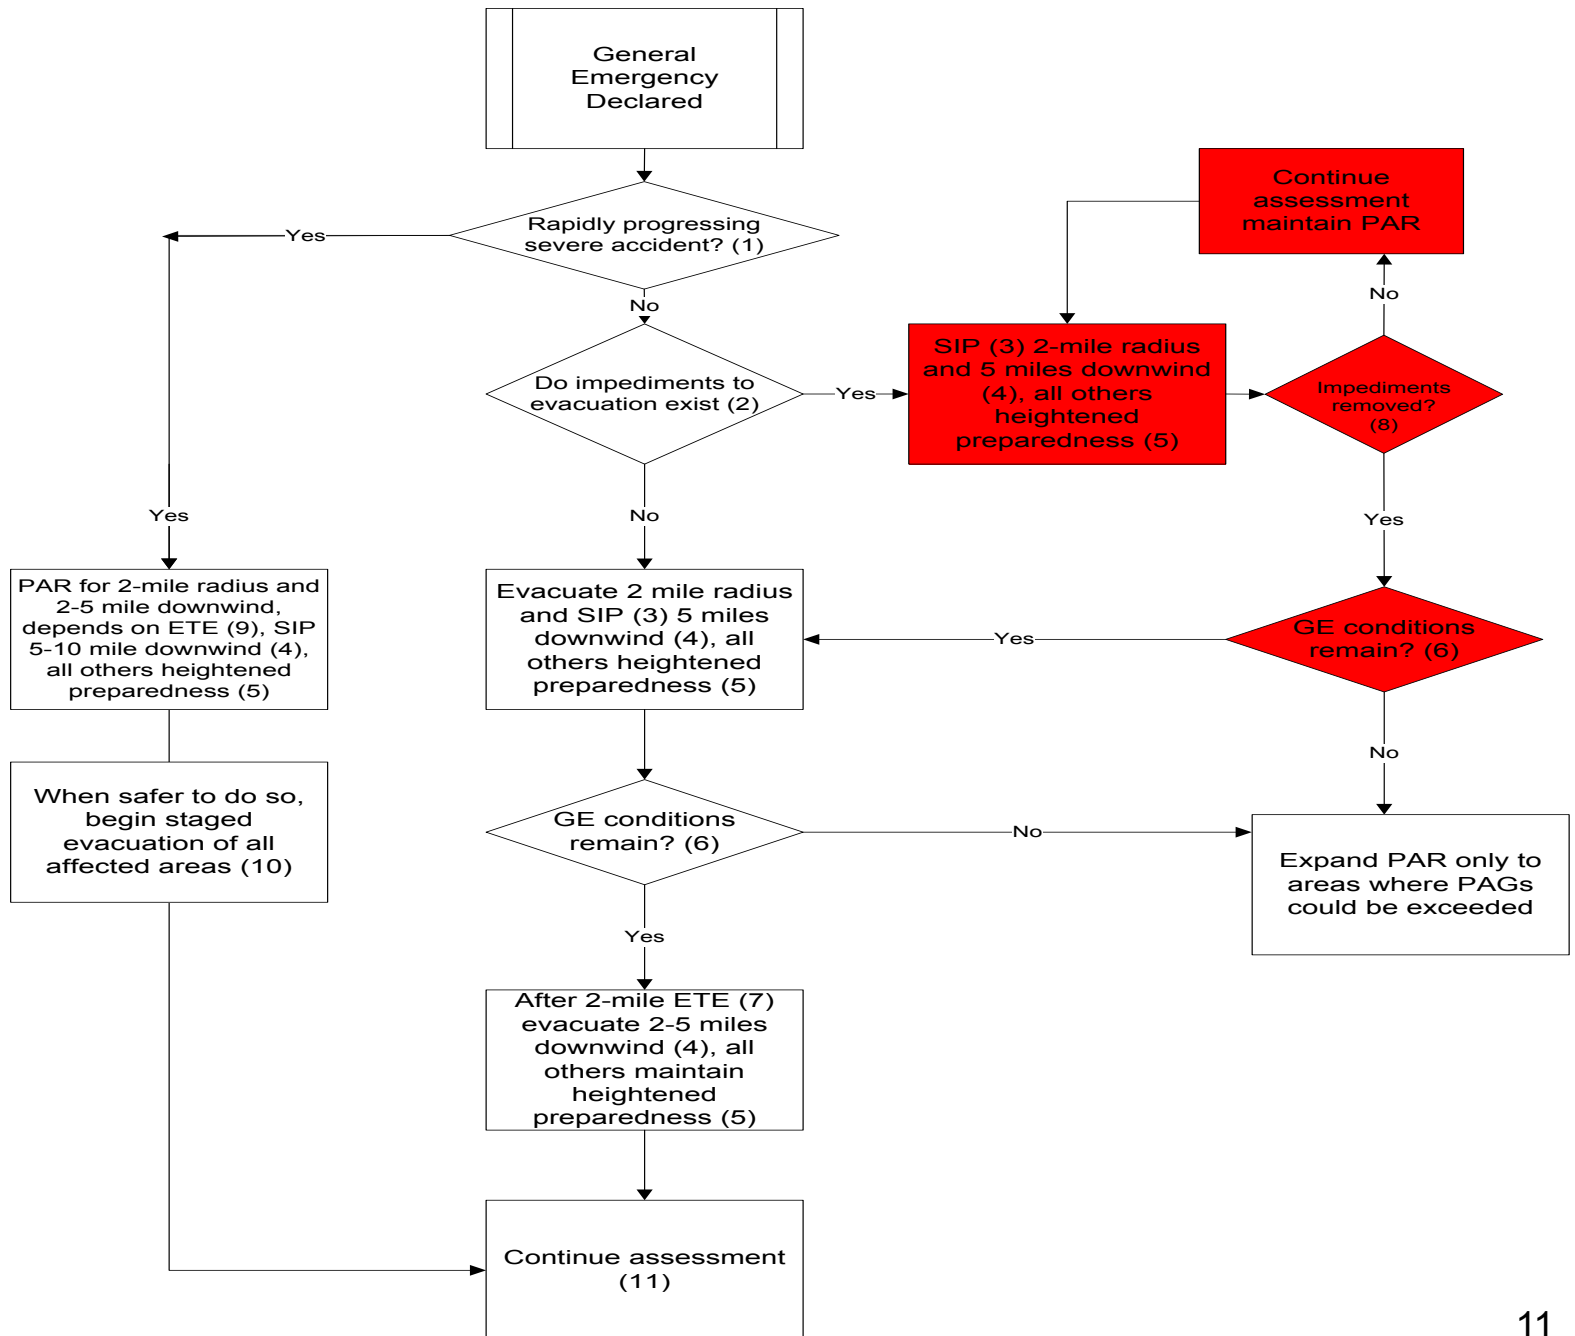 General
Emergency
Declared
Rapidly progressing
severe accident? (1)
Yes
No
Continue
assessment
maintain PAR
No
Do impediments to
evacuation exist (2)
Yes
SIP (3) 2-mile radius
and 5 miles downwind
(4), all others
heightened
preparedness (5)
Impediments
removed?
(8)
Yes
No
Yes
PAR for 2-mile radius and
2-5 mile downwind,
depends on ETE (9), SIP
5-10 mile downwind (4),
all others heightened
preparedness (5)
Evacuate 2 mile radius
and SIP (3) 5 miles
downwind (4), all
others heightened
preparedness (5)
Yes
GE conditions
remain? (6)
No
When safer to do so,
begin staged
evacuation of all
affected areas (10)
GE conditions
remain? (6)
No
Expand PAR only to
areas where PAGs
could be exceeded
Yes
After 2-mile ETE (7)
evacuate 2-5 miles
downwind (4), all
others maintain
heightened
preparedness (5)
Continue assessment
(11)
11